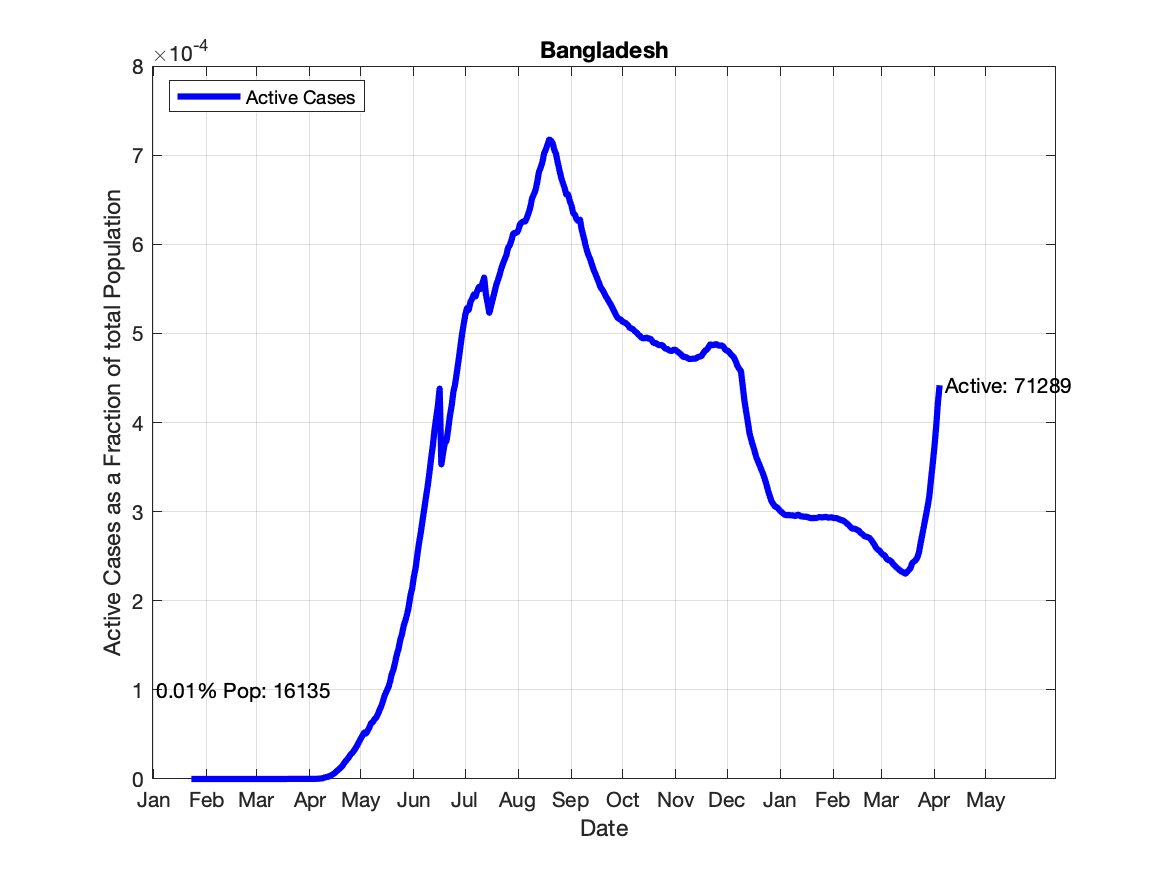 Bangladesh
×10-4
8
7
6
5
4
3
2
1
0
Active Cases
Active: 71289
0.01% Pop: 16135
Active Cases as a Fraction of total Population
Jan Feb Mar Apr May Jun Jul Aug Sep Oct Nov Dec Jan Feb Mar Apr May
Date